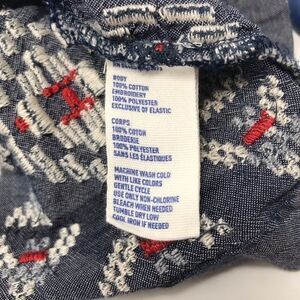 BODY
100% COTTON
EMBROIDERY
100% POLYESTER
EXCLUSIVE OF ELASTIC
CORPS
100% COTON
BRODERIE
100% POLYESTER
SANS LES ÉLASTIQUES
MACHINE WASH COLD
WITH LIKE COLORS
GENTLE CYCLE
USE ONLY NON-CHLORINE
BLEACH WHEN NEEDED
TUMBLE DRY LOW
COOL IRON IF NEEDED